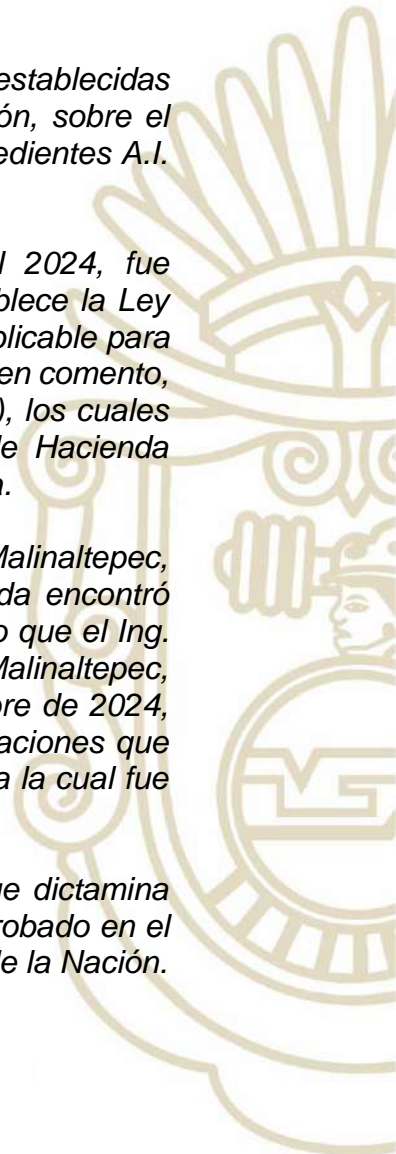 establecidas
ón, sobre el
edientes A.I.
l 2024, fue
blece la Ley
plicable para
en comento,
), los cuales
de Hacienda
a.
Malinaltepec,
da encontró
o que el Ing.
Malinaltepec,
bre de 2024,
aciones que
a la cual fue
ue dictamina
robado en el
de la Nación.